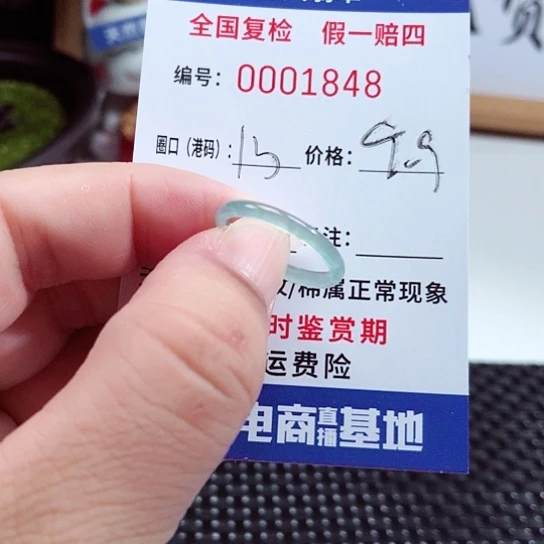 全国复检 假一赔四
编号: 0001848
圈口(港码): 13 价格: 9.9
注:
纹/棉属正常现象
时鉴赏期
运费险
电商直播基地